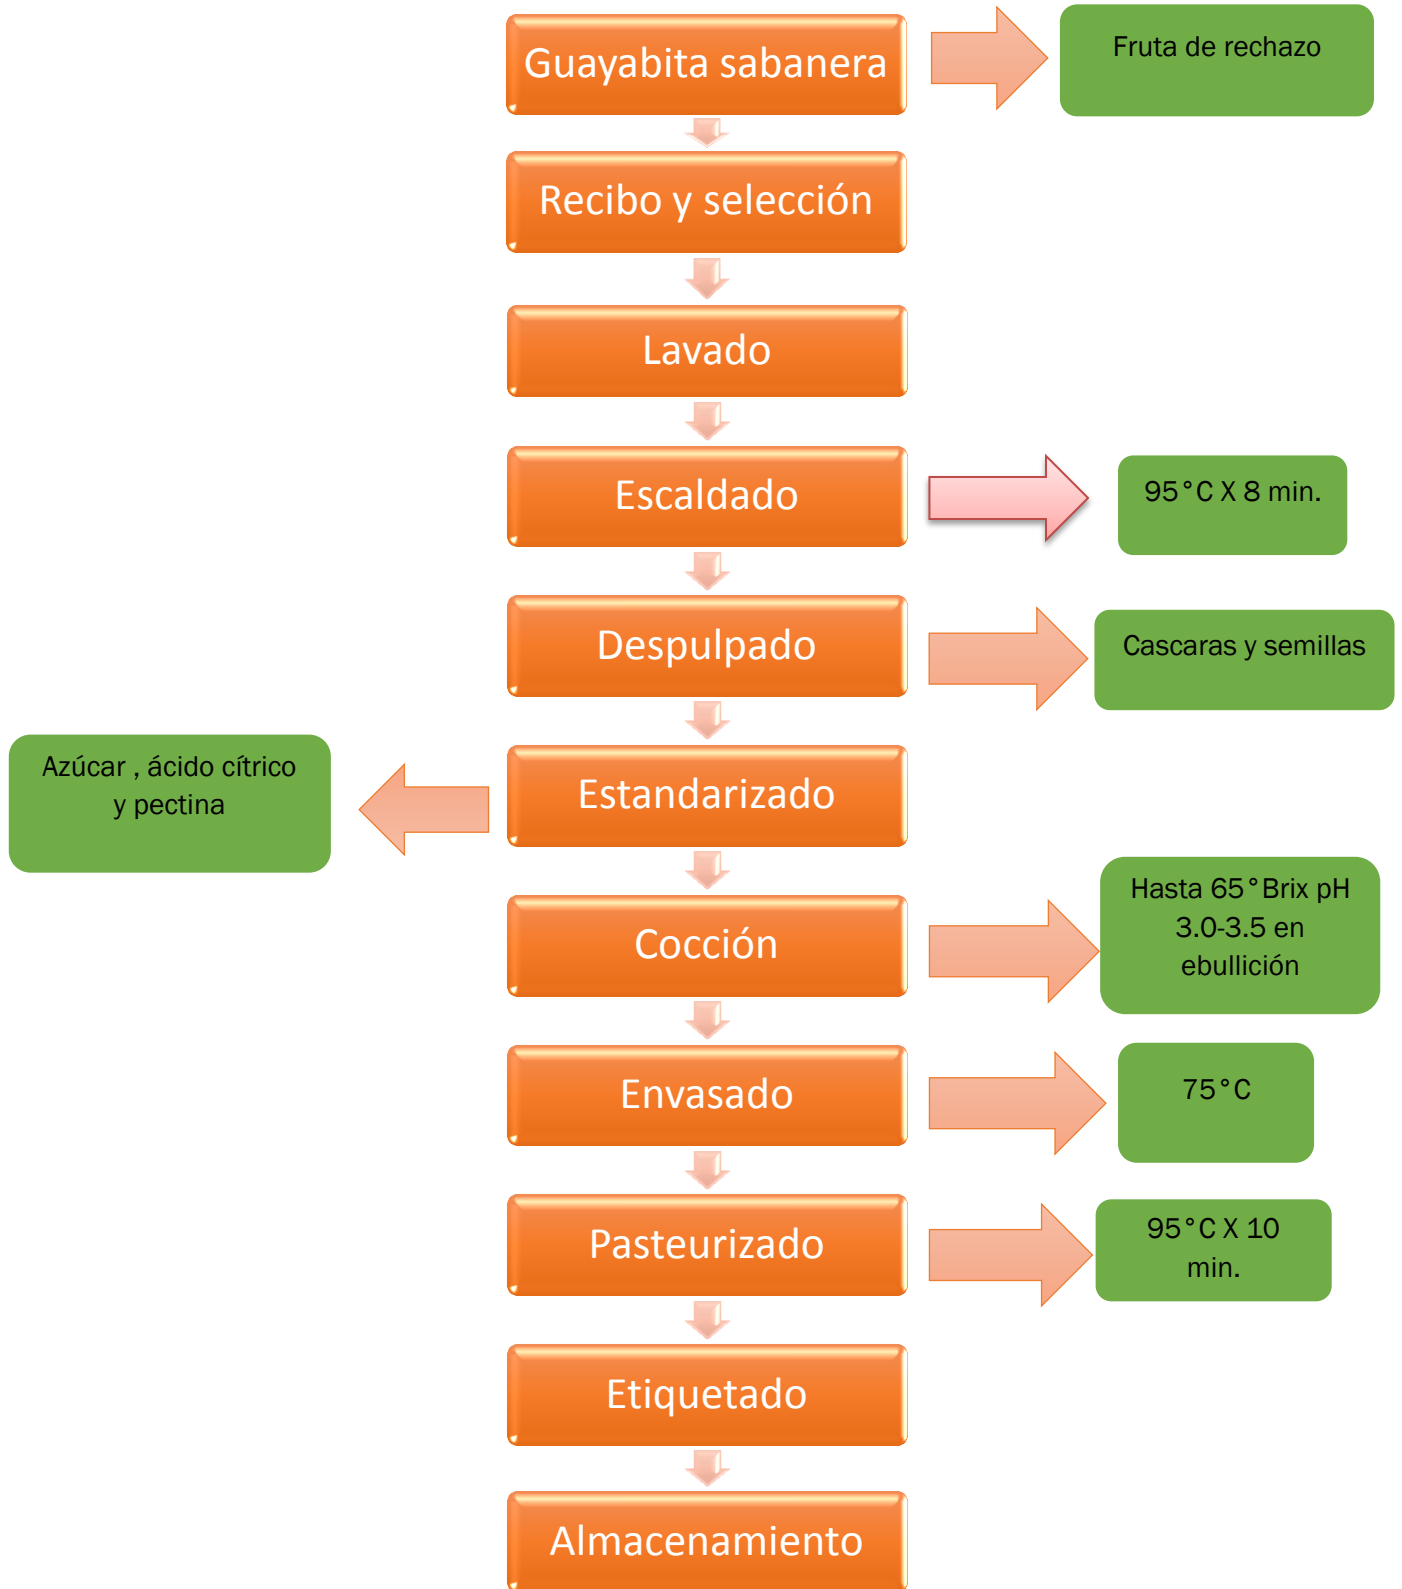 Guayabita sabanera
Fruta de rechazo
Recibo y selección
Lavado
Escaldado
95°C X 8 min.
Despulpado
Cascaras y semillas
Estandarizado
Azúcar , ácido cítrico
y pectina
Cocción
Hasta 65°Brix pH
3.0-3.5 en
ebullición
Envasado
75°C
Pasteurizado
95°C X 10
min.
Etiquetado
Almacenamiento